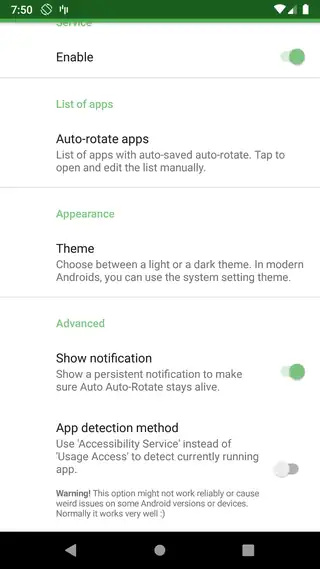 7:50
Service
Enable
List of apps
Auto-rotate apps
List of apps with auto-saved auto-rotate. Tap to
open and edit the list manually.
Appearance
Theme
Choose between a light or a dark theme. In modern
Androids, you can use the system setting theme.
Advanced
Show notification
Show a persistent notification to make
sure Auto Auto-Rotate stays alive.
App detection method
Use 'Accessibility Service' instead of
'Usage Access' to detect currently running
app.
Warning! This option might not work reliably or cause
weird issues on some Android versions or devices.
Normally it works very well :)